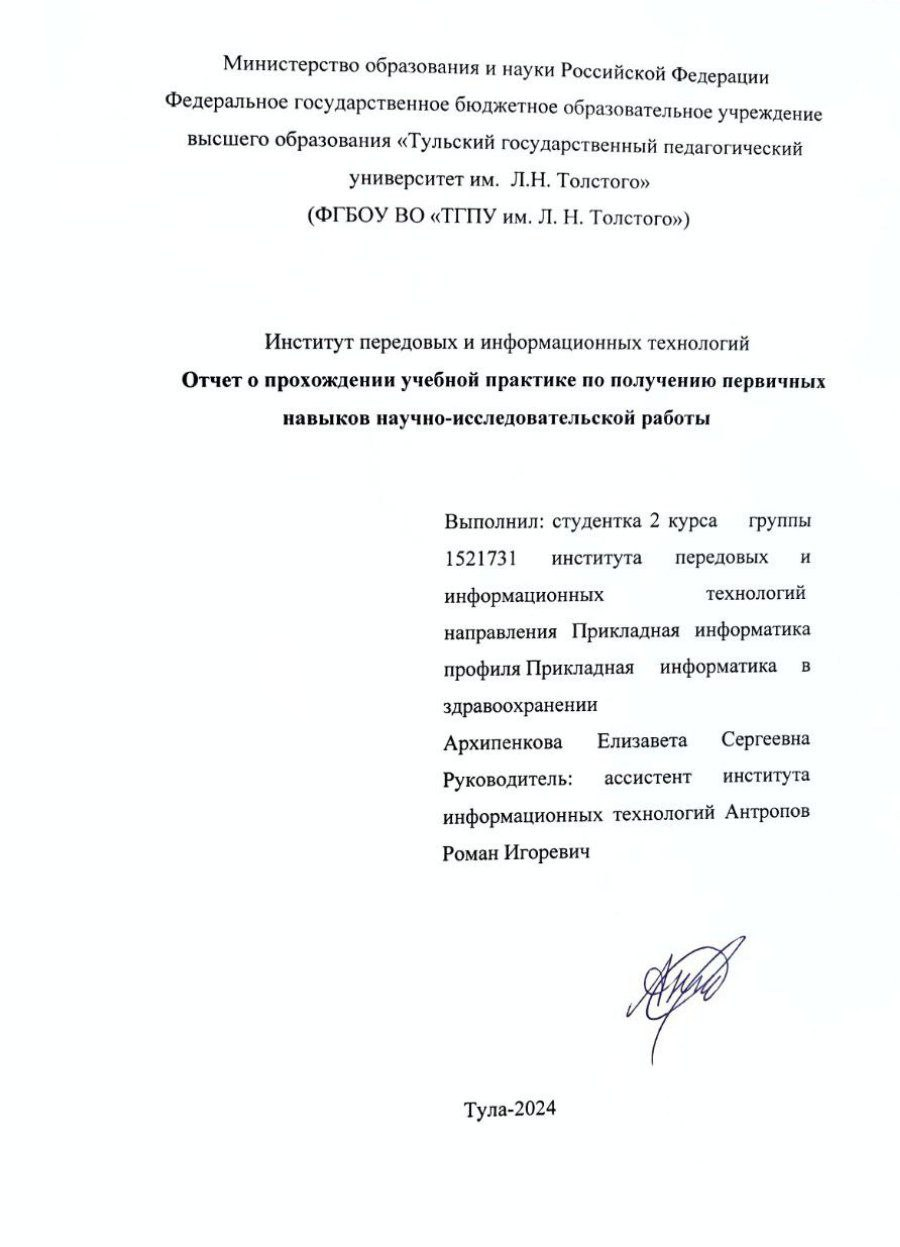 Министерство образования и науки Российской Федерации
Федеральное государственное бюджетное образовательное учреждение
высшего образования «Тульский государственный педагогический
университет им. Л.Н. Толстого»
(ФГБОУ ВО «ТГПУ им. Л. Н. Толстого»)
Институт передовых и информационных технологий
Отчет о прохождении учебной практике по получению первичных
навыков научно-исследовательской работы
Выполнил: студентка 2 курса группы
1521731 института передовых и
информационных технологий
направления Прикладная информатика
профиля Прикладная информатика в
здравоохранении
Архипенкова Елизавета Сергеевна
Руководитель: ассистент института
информационных технологий Антропов
Роман Игоревич
Тула-2024